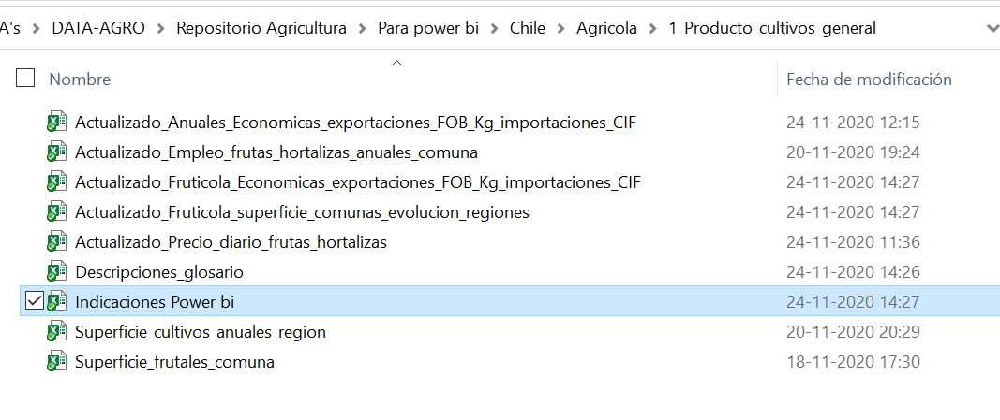 A's > DATA-AGRO > Repositorio Agricultura > Para power bi > Chile > Agricola > 1_Producto_cultivos_general
Nombre Fecha de modificación
Actualizado_Anuales_Economicas_exportaciones_FOB_Kg_importaciones_CIF 24-11-2020 12:15
Actualizado_Empleo_frutas_hortalizas_anuales_comuna 20-11-2020 19:24
Actualizado_Fruticola_Economicas_exportaciones_FOB_Kg_importaciones_CIF 24-11-2020 14:27
Actualizado_Fruticola_superficie_comunas_evolucion_regiones 24-11-2020 14:27
Actualizado_Precio_diario_frutas_hortalizas 24-11-2020 11:36
Descripciones_glosario 24-11-2020 14:26
Indicaciones Power bi 24-11-2020 14:27
Superficie_cultivos_anuales_region 20-11-2020 20:29
Superficie_frutales_comuna 18-11-2020 17:30